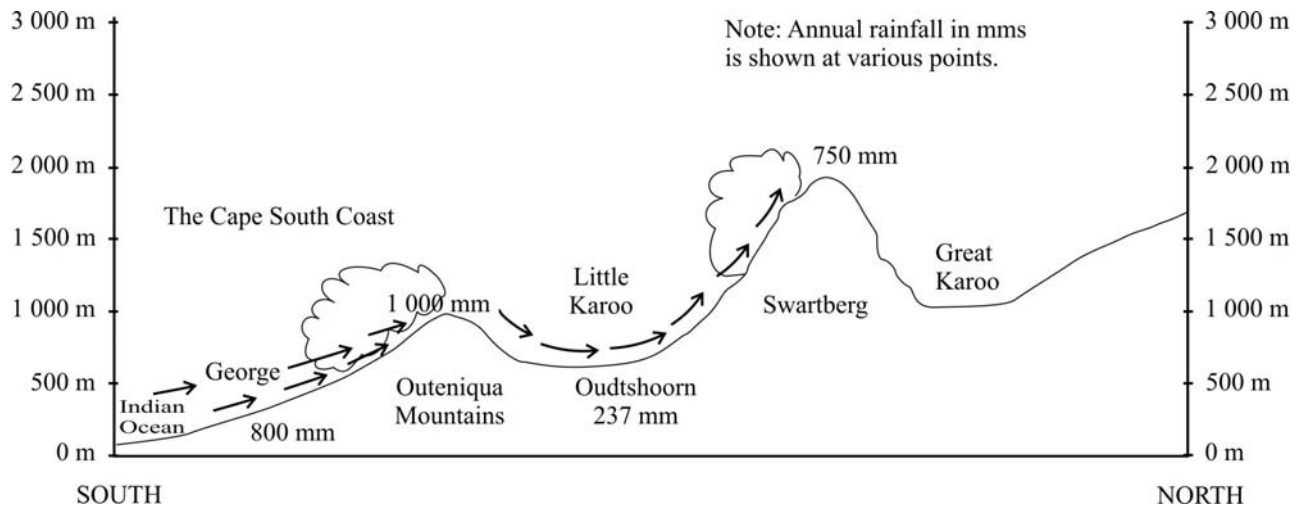 3 000 m
2 500 m
2 000 m
1 500 m
1 000 m
500 m
0 m
SOUTH
Note: Annual rainfall in mms
is shown at various points.
The Cape South Coast
750 mm
1 000 mm
Little
Karoo
Great
Karoo
Swartberg
George
Indian
Ocean
800 mm
Outeniqua
Mountains
Oudtshoorn
237 mm
3 000 m
2 500 m
2 000 m
1 500 m
1 000 m
500 m
0 m
NORTH